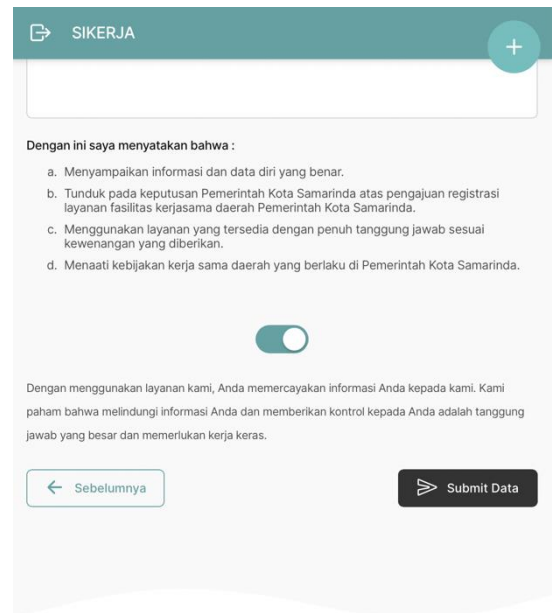 SIKERJA
Dengan ini saya menyatakan bahwa :
a. Menyampaikan informasi dan data diri yang benar.
b. Tunduk pada keputusan Pemerintah Kota Samarinda atas pengajuan registrasi
layanan fasilitas kerjasama daerah Pemerintah Kota Samarinda.
c. Menggunakan layanan yang tersedia dengan penuh tanggung jawab sesuai
kewenangan yang diberikan.
d. Menaati kebijakan kerja sama daerah yang berlaku di Pemerintah Kota Samarinda.
Dengan menggunakan layanan kami, Anda memercayakan informasi Anda kepada kami. Kami
paham bahwa melindungi informasi Anda dan memberikan kontrol kepada Anda adalah tanggung
jawab yang besar dan memerlukan kerja keras.
Sebelumnya
Submit Data